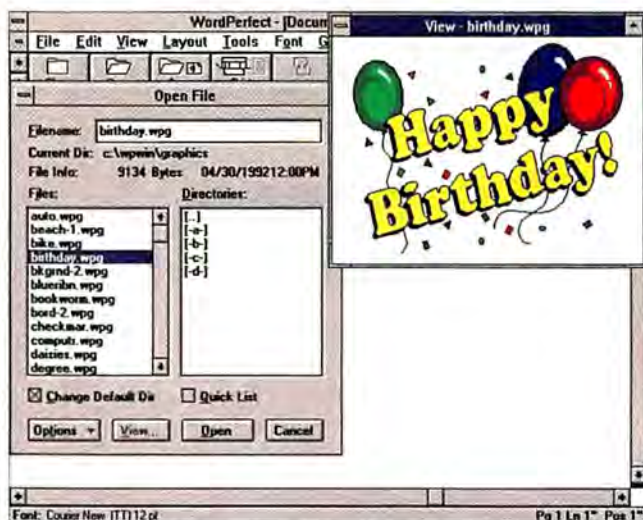 WordPerfect - [Docum
File Edit View Layout Tools Font G
Open File
Filename: birthday.wpg
Current Dir: c:\wpwin\graphics
File Info: 9134 Bytes 04/30/199212:00PM
Files:
auto.wpg
beach-1.wpg
bike.wpg
birthday.wpg
bkgrnd-2.wpg
blueribn.wpg
bookworm.wpg
bord-2.wpg
checkmar.wpg
computr.wpg
daizies.wpg
degree.wpg
Directories:
[..]
[-a-]
[-b-]
[-c-]
[-d-]
Change Default Dir
Quick List
Options View... Open Cancel
View - birthday.wpg
Happy
Birthday!
Font: Courier New (TT) 12 pt
Pg 1 Ln 1" Pos 1"